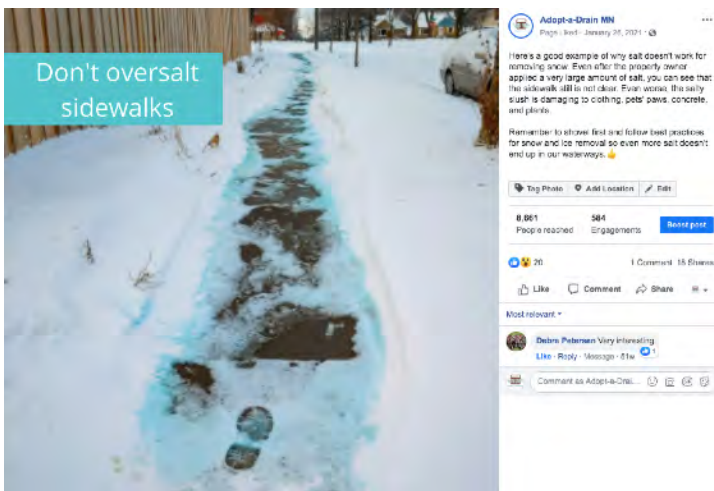 Don't oversalt
sidewalks
Adopt-a-Drain MN
Page Liked · January 26, 2021 ·
Here's a good example of why salt doesn't work for
removing snow. Even after the property owner
applied a very large amount of salt, you can see that
the sidewalk still is not clear. Even worse, the salty
slush is damaging to clothing, pets' paws, concrete,
and plants.
Remember to shovel first and follow best practices
for snow and ice removal so even more salt doesn't
end up in our waterways. 👍
Tag Photo Add Location Edit
8,661 584
People reached Engagements Boost post
20 1 Comment 18 Shares
Like Comment Share
Most relevant
Debra Petersen Very interesting
1
Like · Reply · Message · 81w
Comment as Adopt-a-Drai...